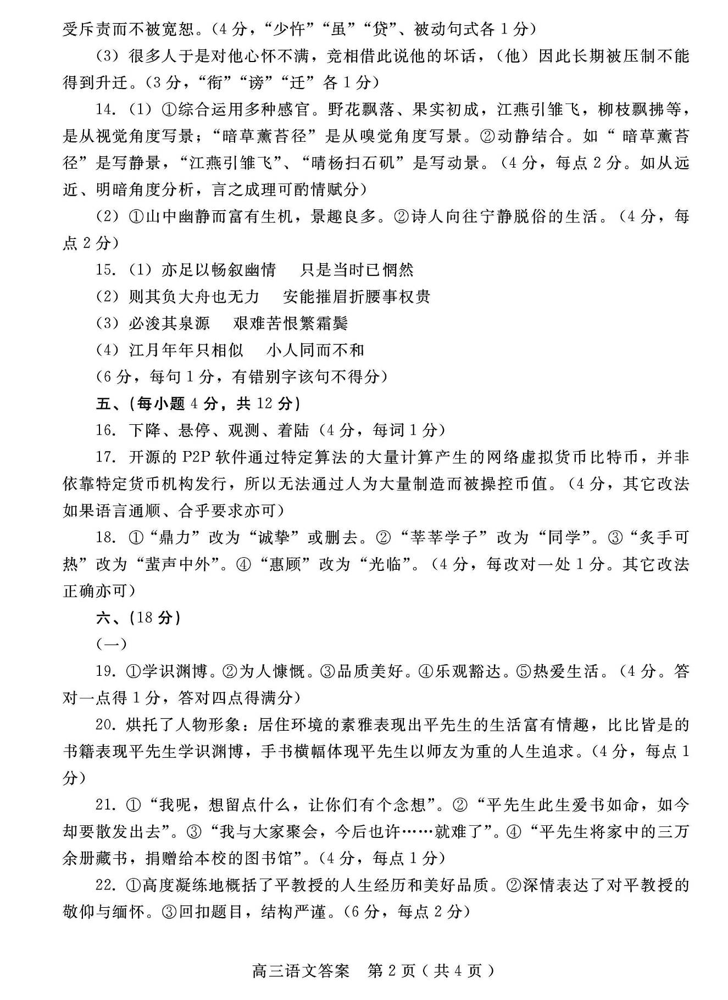 受斥责而不被宽恕。（4 分，“少忤”“虽”“贷”、被动句式各 1 分）
（3）很多人于是对他心怀不满，竞相借此说他的坏话，（他）因此长期被压制不能
得到升迁。（3 分，“衔”“谤”“迁” 各 1 分）
14．（1）①综合运用多种感官。野花飘落、果实初成，江燕引雏飞，柳枝飘拂等，
是从视觉角度写景；“暗草薰苔径” 是从嗅觉角度写景。②动静结合。如 “ 暗草薰苔
径” 是写静景，“江燕引雏飞”、“晴杨扫石矶” 是写动景。（4 分，每点 2 分。如从远
近、明暗角度分析，言之成理可酌情赋分）
（2）①山中幽静而富有生机，景趣良多。②诗人向往宁静脱俗的生活。（4 分，每
点 2 分）
15．（1）亦足以畅叙幽情　只是当时已惘然
（2）则其负大舟也无力　安能摧眉折腰事权贵
（3）必浚其泉源　艰难苦恨繁霜鬓
（4）江月年年只相似　小人同而不和
（6 分，每句 1 分，有错别字该句不得分）
五、（每小题 4 分，共 12 分）
16．下降、悬停、观测、着陆（4 分，每词 1 分）
17．开源的 P2P 软件通过特定算法的大量计算产生的网络虚拟货币比特币，并非
依靠特定货币机构发行，所以无法通过人为大量制造而被操控币值。（4 分，其它改法
如果语言通顺、合乎要求亦可）
18．①“鼎力” 改为 “诚挚” 或删去。②“莘莘学子” 改为 “同学”。③“炙手可
热” 改为 “蜚声中外”。④“惠顾” 改为 “光临”。（4 分，每改对一处 1 分。其它改法
正确亦可）
六、（18 分）
（一）
19．①学识渊博。②为人慷慨。③品质美好。④乐观豁达。⑤热爱生活。（4 分。答
对一点得 1 分，答对四点得满分）
20．烘托了人物形象：居住环境的素雅表现出平先生的生活富有情趣，比比皆是的
书籍表现平先生学识渊博，手书横幅体现平先生以师友为重的人生追求。（4 分，每点 1
分）
21．①“我呢，想留点什么，让你们有个念想”。②“平先生此生爱书如命，如今
却要散发出去”。③“我与大家聚会，今后也许……就难了”。④“平先生将家中的三万
余册藏书，捐赠给本校的图书馆”。（4 分，每点 1 分）
22．①高度凝练地概括了平教授的人生经历和美好品质。②深情表达了对平教授的
敬仰与缅怀。③回扣题目，结构严谨。（6 分，每点 2 分）
高三语文答案　第 2 页（ 共 4 页 ）